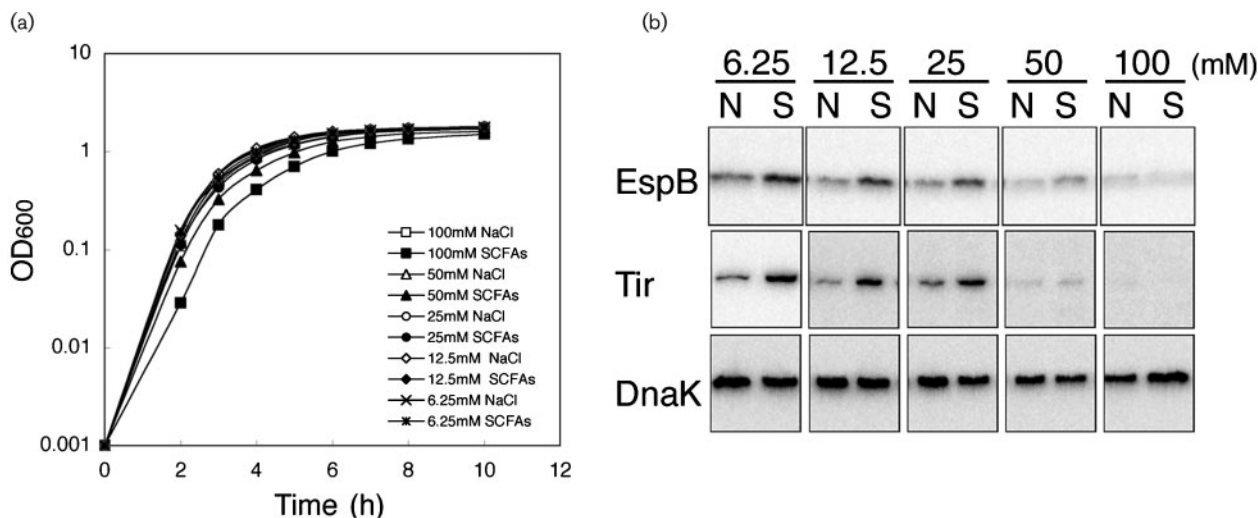 (a)
10
1
0.1
0.01
0.001
OD600
0 2 4 6 8 10 12
Time (h)
100mM NaCl
100mM SCFAs
50mM NaCl
50mM SCFAs
25mM NaCl
25mM SCFAs
12.5mM NaCl
12.5mM SCFAs
6.25mM NaCl
6.25mM SCFAs
(b)
6.25 12.5 25 50 100 (mM)
N S N S N S N S N S
EspB
Tir
DnaK